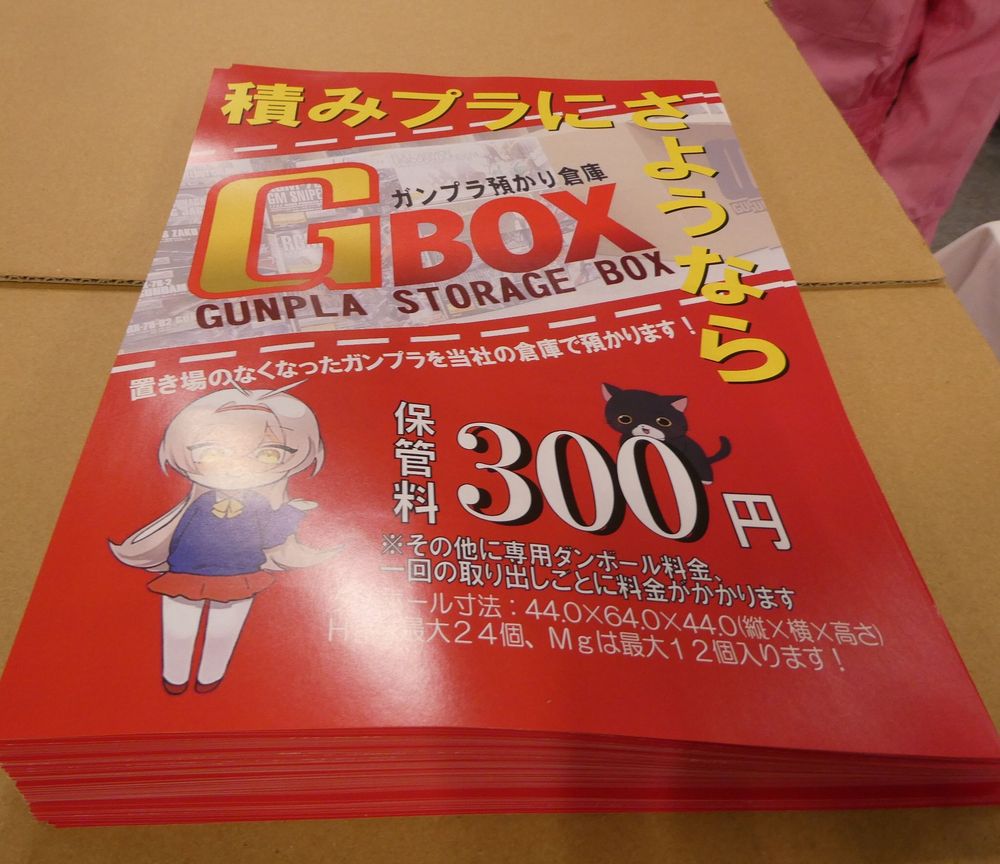 積みプラにさようなら
ガンプラ預かり倉庫
GBOX
GUNPLA STORAGE BOX
GM SNIPE
置き場のなくなったガンプラを当社の倉庫で預かります！
保管料
300円
※その他に専用ダンボール料金、
一回の取り出しごとに料金がかかります
ール寸法：44.0×64.0×44.0(縦×横×高さ)
H 最大２４個、Ｍｇは最大１２個入ります！